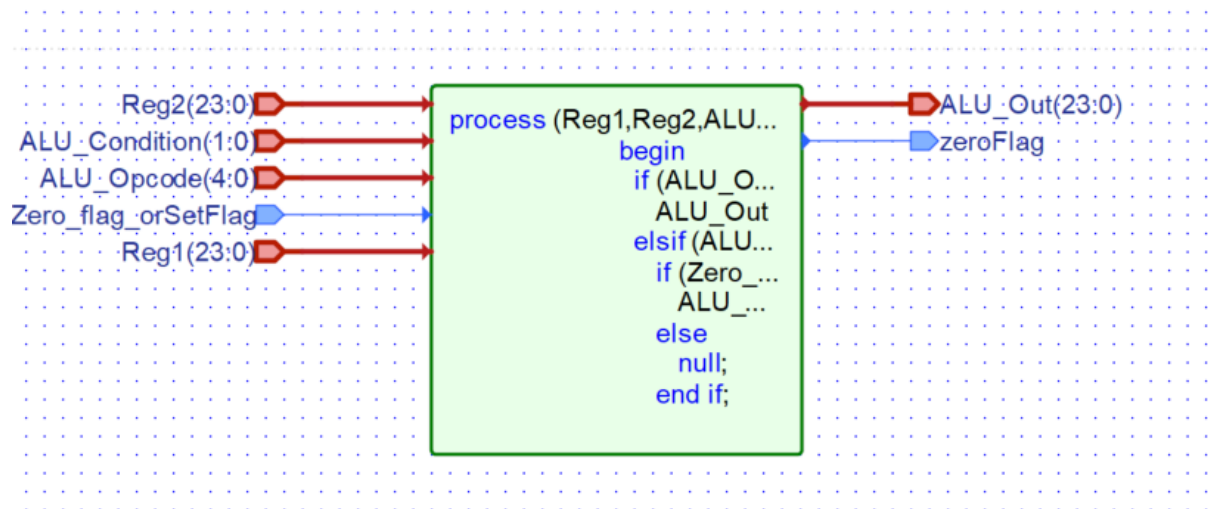 Reg2(23:0)
ALU_Condition(1:0)
ALU_Opcode(4:0)
Zero_flag_orSetFlag
Reg1(23:0)
process (Reg1,Reg2,ALU...
begin
if (ALU_O...
ALU_Out
elsif (ALU...
if (Zero_...
ALU_...
else
null;
end if;
ALU_Out(23:0)
zeroFlag